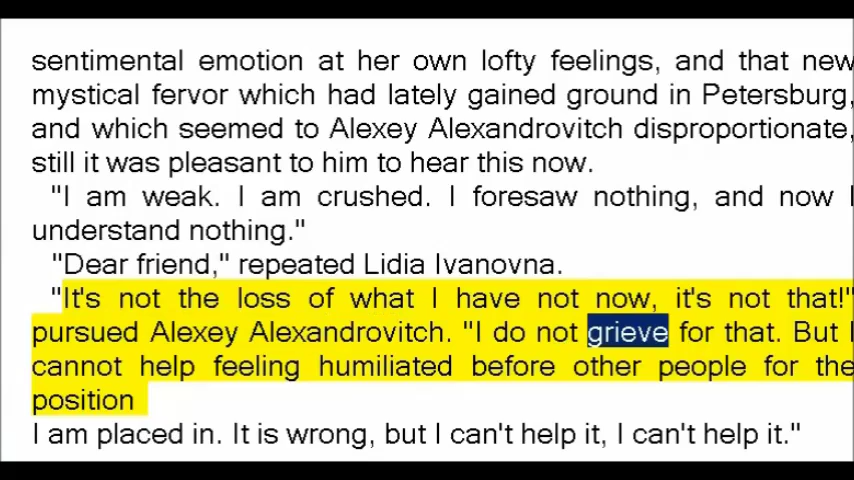 sentimental emotion at her own lofty feelings, and that new
mystical fervor which had lately gained ground in Petersburg,
and which seemed to Alexey Alexandrovitch disproportionate,
still it was pleasant to him to hear this now.
"I am weak. I am crushed. I foresaw nothing, and now I
understand nothing."
"Dear friend," repeated Lidia Ivanovna.
"It's not the loss of what I have not now, it's not that!"
pursued Alexey Alexandrovitch. "I do not grieve for that. But I
cannot help feeling humiliated before other people for the
position
I am placed in. It is wrong, but I can't help it, I can't help it."